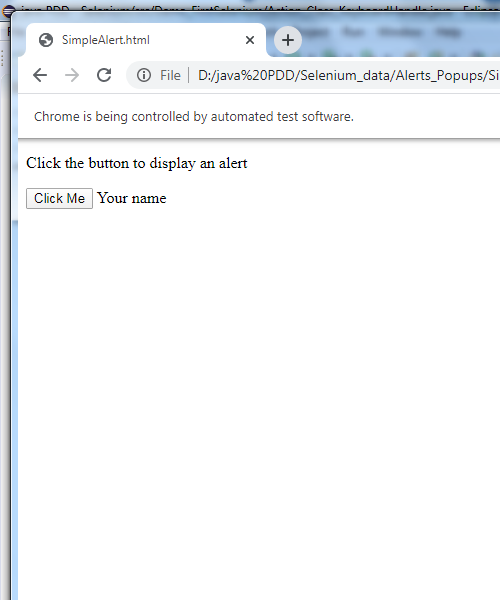 SimpleAlert.html
File D:/java%20PDD/Selenium_data/Alerts_Popups/Si
Chrome is being controlled by automated test software.
Click the button to display an alert
Click Me Your name